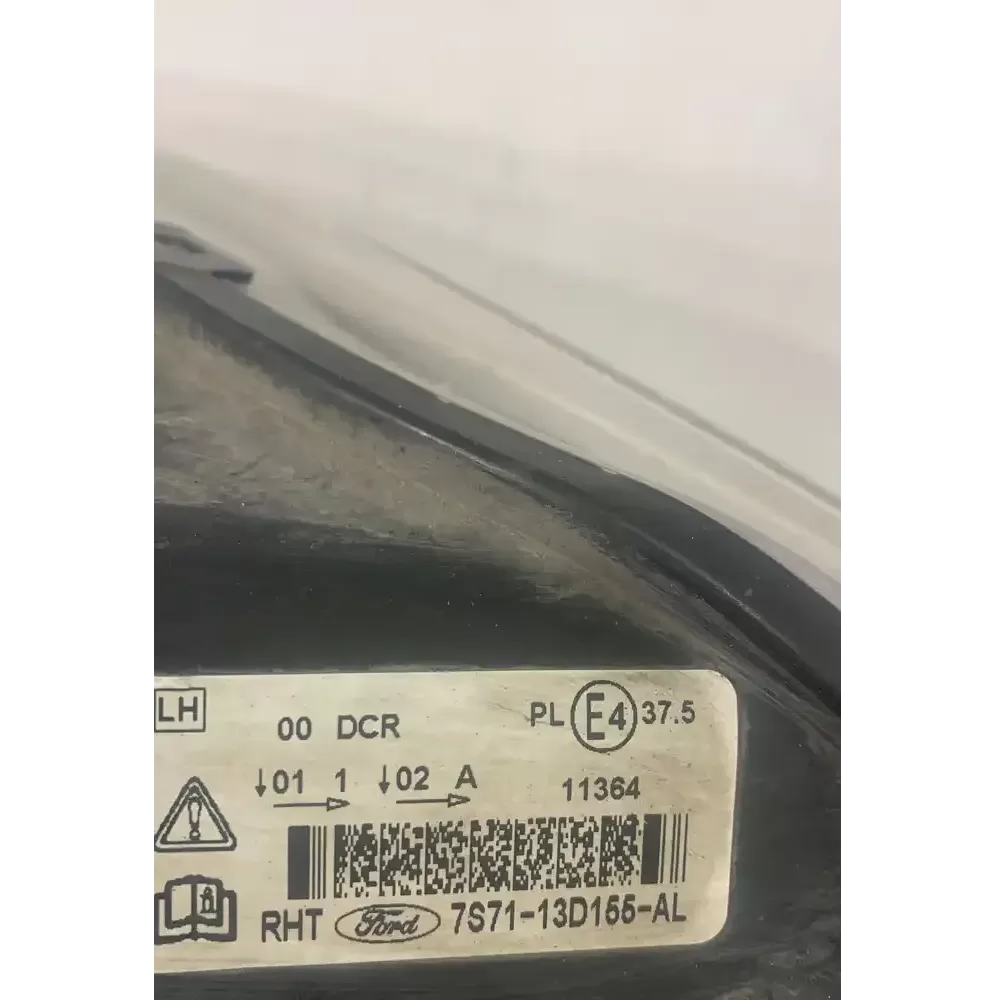 LH
00 DCR
PL E4 37.5
↓01 1 ↓02 A
11364
RHT Ford 7S71-13D155-AL